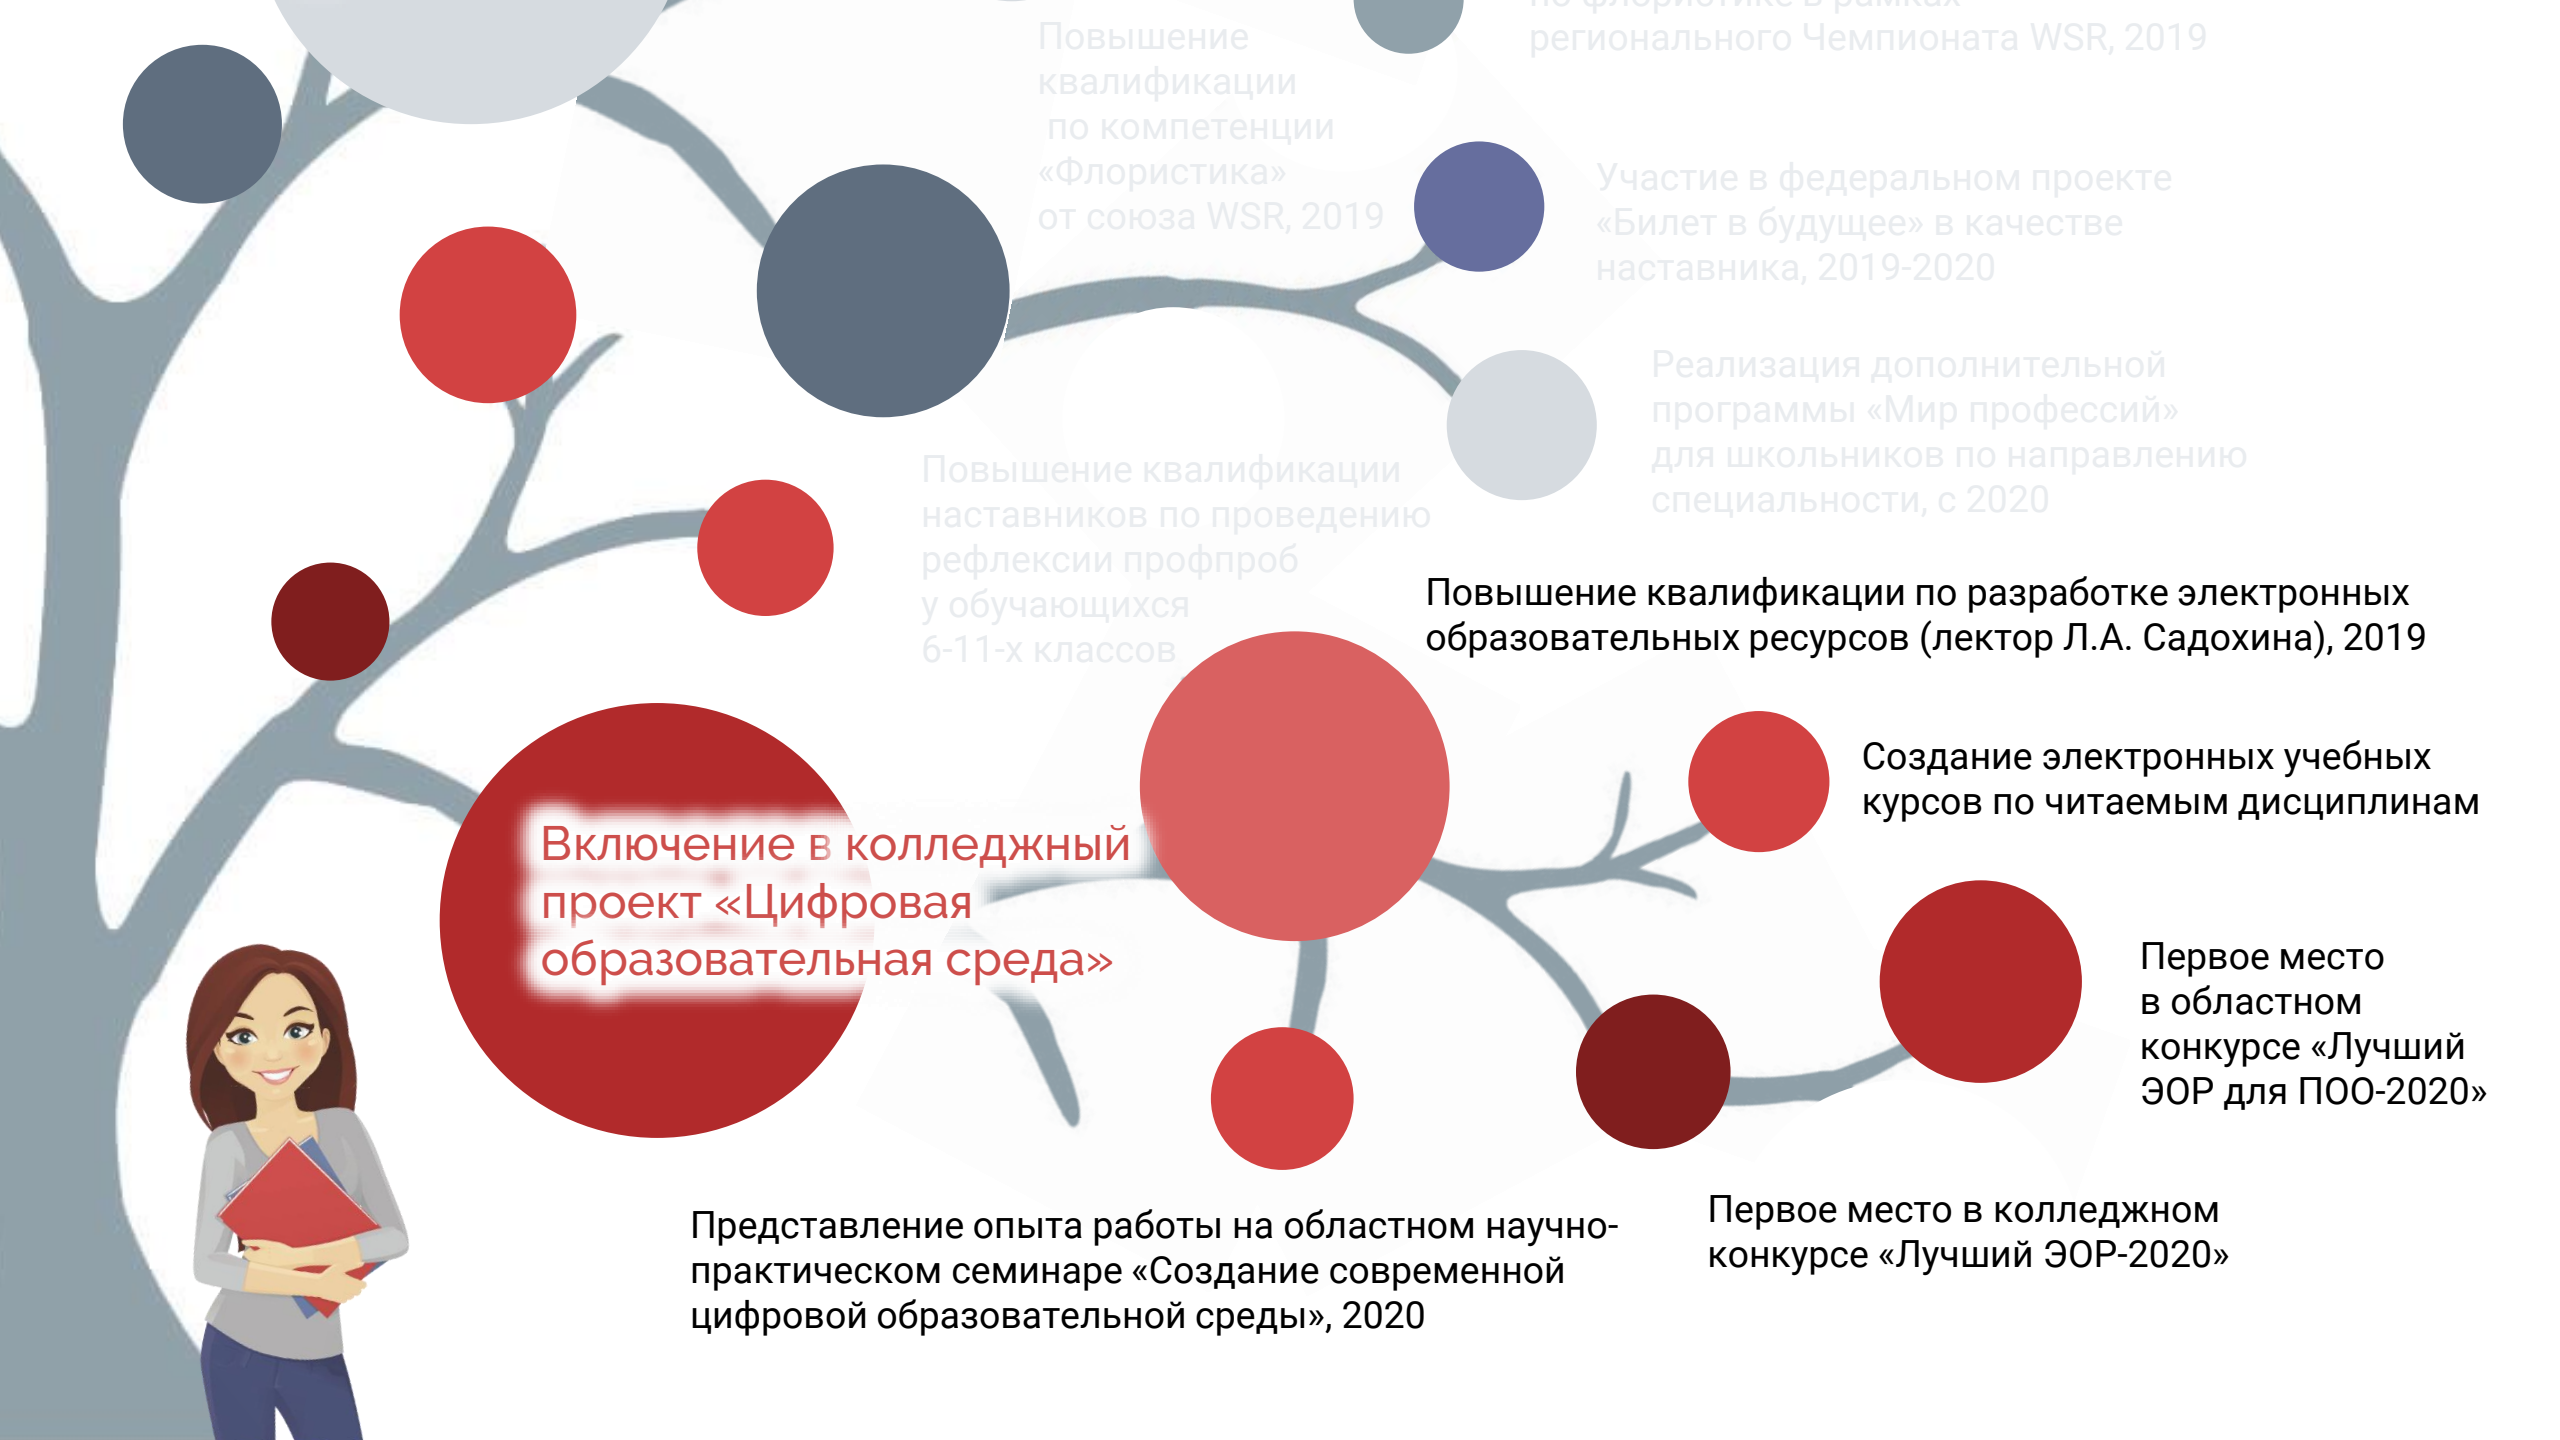 по флористике в рамках
регионального Чемпионата WSR, 2019
Повышение
квалификации
по компетенции
«Флористика»
от союза WSR, 2019
Участие в федеральном проекте
«Билет в будущее» в качестве
наставника, 2019-2020
Реализация дополнительной
программы «Мир профессий»
для школьников по направлению
специальности, с 2020
Повышение квалификации
наставников по проведению
рефлексии профпроб
у обучающихся
6-11-х классов
Повышение квалификации по разработке электронных
образовательных ресурсов (лектор Л.А. Садохина), 2019
Создание электронных учебных
курсов по читаемым дисциплинам
Включение в колледжный
проект «Цифровая
образовательная среда»
Первое место
в областном
конкурсе «Лучший
ЭОР для ПОО-2020»
Первое место в колледжном
конкурсе «Лучший ЭОР-2020»
Представление опыта работы на областном научно-
практическом семинаре «Создание современной
цифровой образовательной среды», 2020